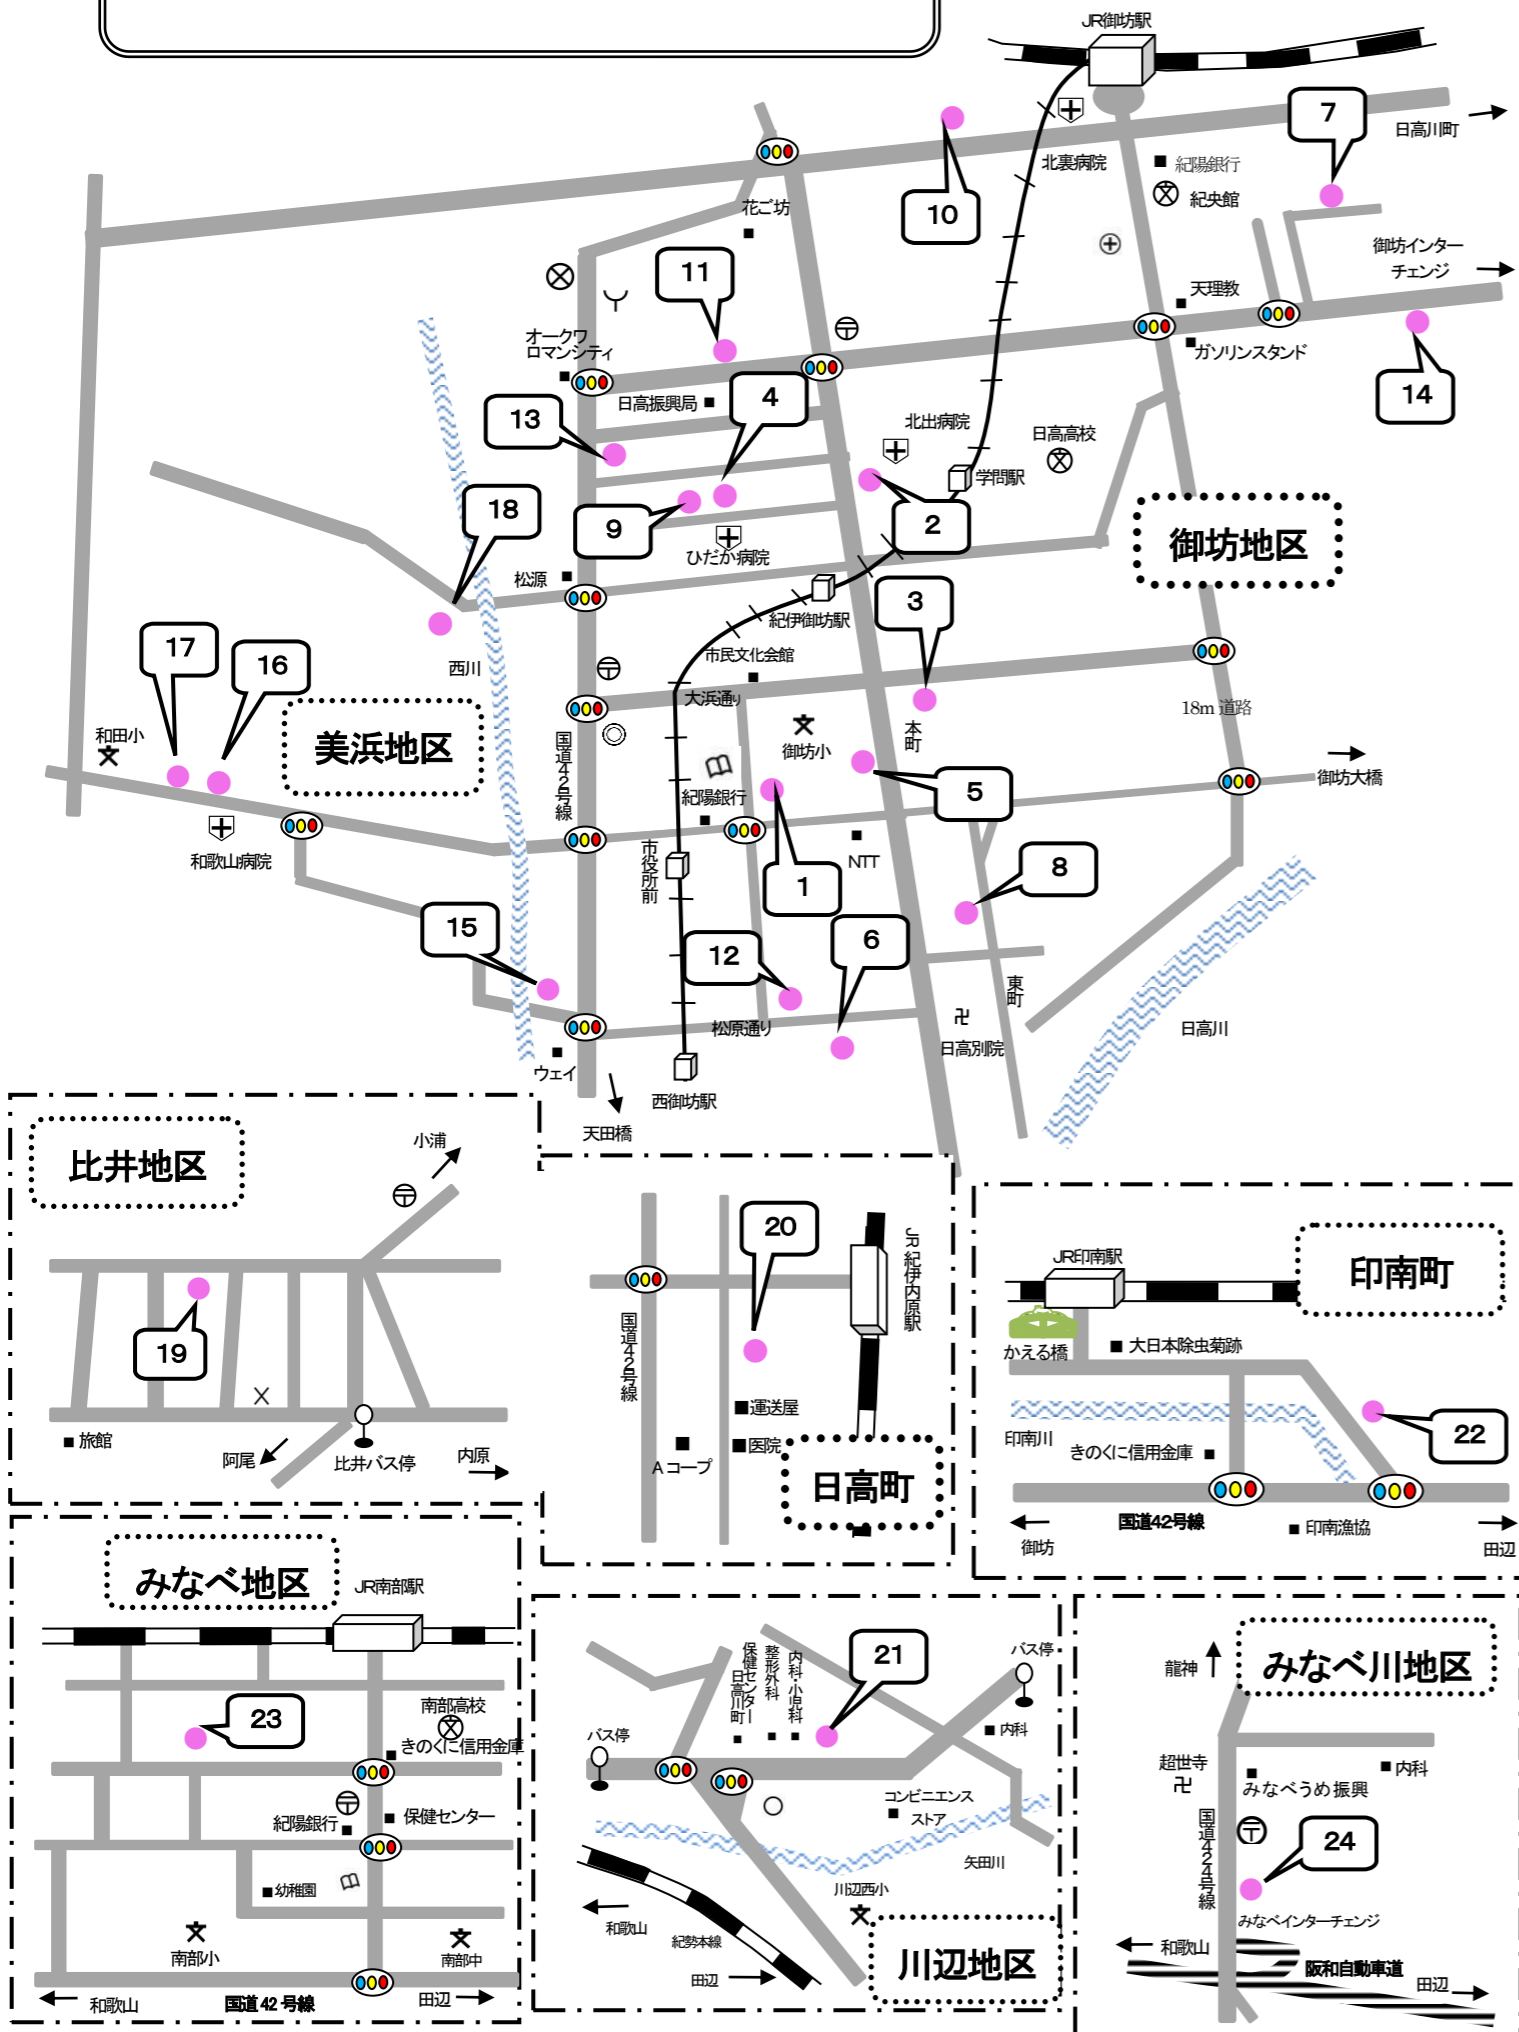 JR御坊駅
7
日高川町
北裏病院
紀陽銀行
紀央館
10
花ご坊
御坊インター
チェンジ
11
天理教
オークワ
ロマンシティ
ガソリンスタンド
日高振興局
4
13
14
北出病院
日高高校
学問駅
18
9
2
ひだか病院
御坊地区
松源
3
紀伊御坊駅
17
16
西川
市民文化会館
大浜通り
18m 道路
和田小
美浜地区
国道42号線
御坊小
本町
御坊大橋
紀陽銀行
5
和歌山病院
市役所前
NTT
1
8
15
12
6
東町
松原通り
日高川
日高別院
ウェイ
西御坊駅
天田橋
比井地区
小浦
19
旅館
阿尾
比井バス停
内原
20
JR紀伊内原駅
国道42号線
運送屋
医院
Aコープ
日高町
JR印南駅
印南町
かえる橋
大日本除虫菊跡
印南川
きのくに信用金庫
22
国道42号線
印南漁協
御坊
田辺
みなべ地区
JR南部駅
23
南部高校
きのくに信用金庫
紀陽銀行
保健センター
幼稚園
南部小
南部中
和歌山
国道42号線
田辺
日高川町
保健センター
整形外科
内科・小児科
21
バス停
バス停
内科
コンビニエンス
ストア
矢田川
川辺西小
和歌山
紀勢本線
田辺
川辺地区
龍神
みなべ川地区
超世寺
内科
みなべうめ振興
国道424号線
24
みなべインターチェンジ
和歌山
阪和自動車道
田辺